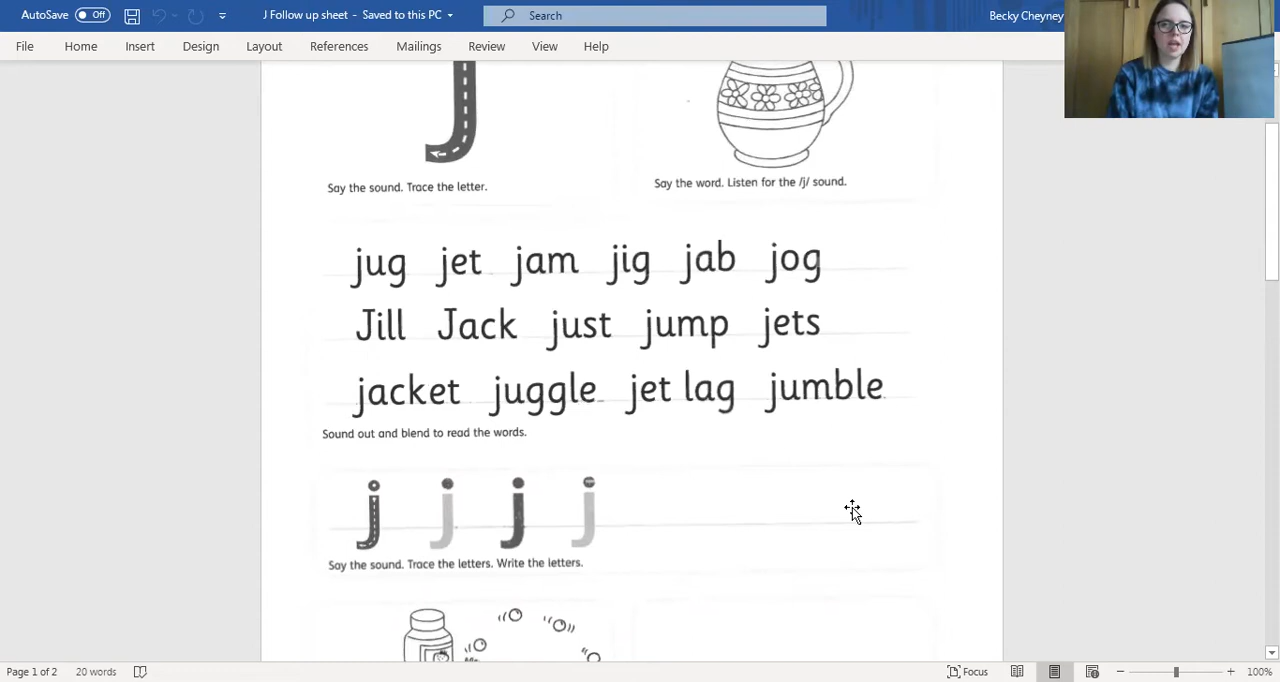 AutoSave Off J Follow up sheet - Saved to this PC Search Becky Cheyney
File Home Insert Design Layout References Mailings Review View Help
j
Say the sound. Trace the letter.
Say the word. Listen for the /j/ sound.
jug jet jam jig jab jog
Jill Jack just jump jets
jacket juggle jet lag jumble
Sound out and blend to read the words.
j j j j
Say the sound. Trace the letters. Write the letters.
Page 1 of 2 20 words Focus 100%